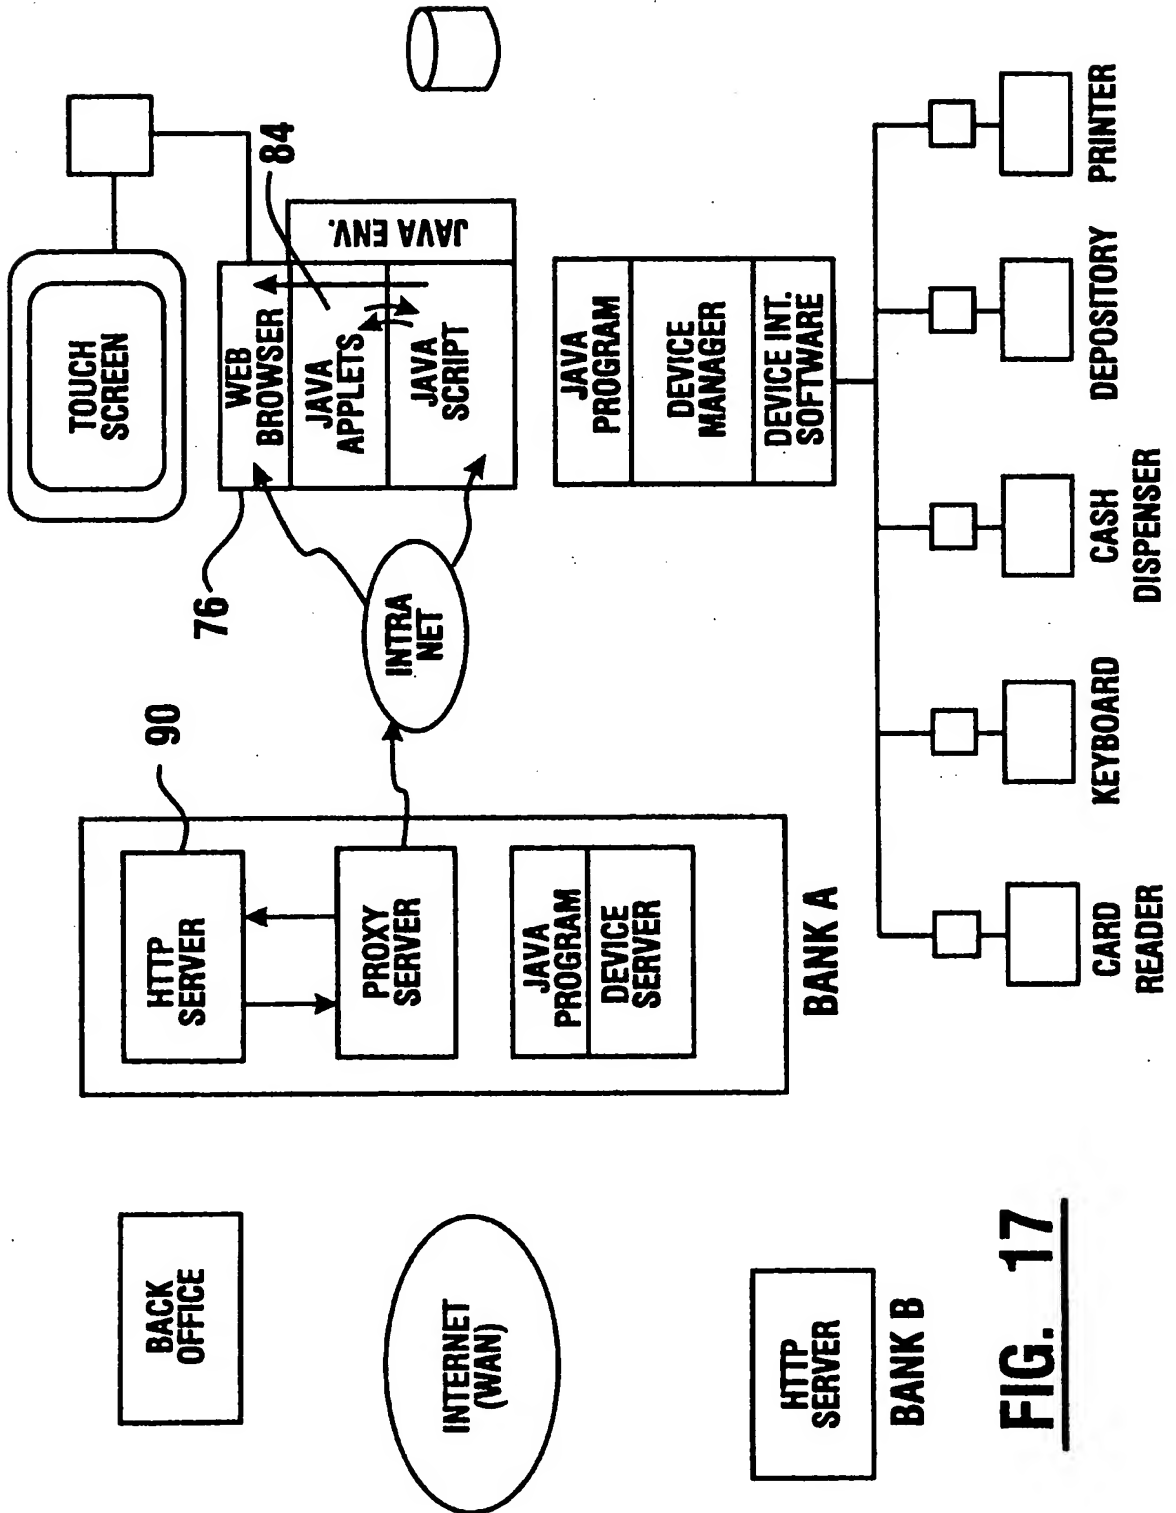 BACK
OFFICE
INTERNET
(WAN)
HTTP
SERVER
BANK B
FIG. 17
HTTP
SERVER
90
PROXY
SERVER
JAVA
PROGRAM
DEVICE
SERVER
BANK A
INTRA
NET
76
TOUCH
SCREEN
WEB
BROWSER
JAVA
APPLETS
JAVA
SCRIPT
JAVA ENV.
84
JAVA
PROGRAM
DEVICE
MANAGER
DEVICE INT.
SOFTWARE
CARD
READER
KEYBOARD
CASH
DISPENSER
DEPOSITORY
PRINTER